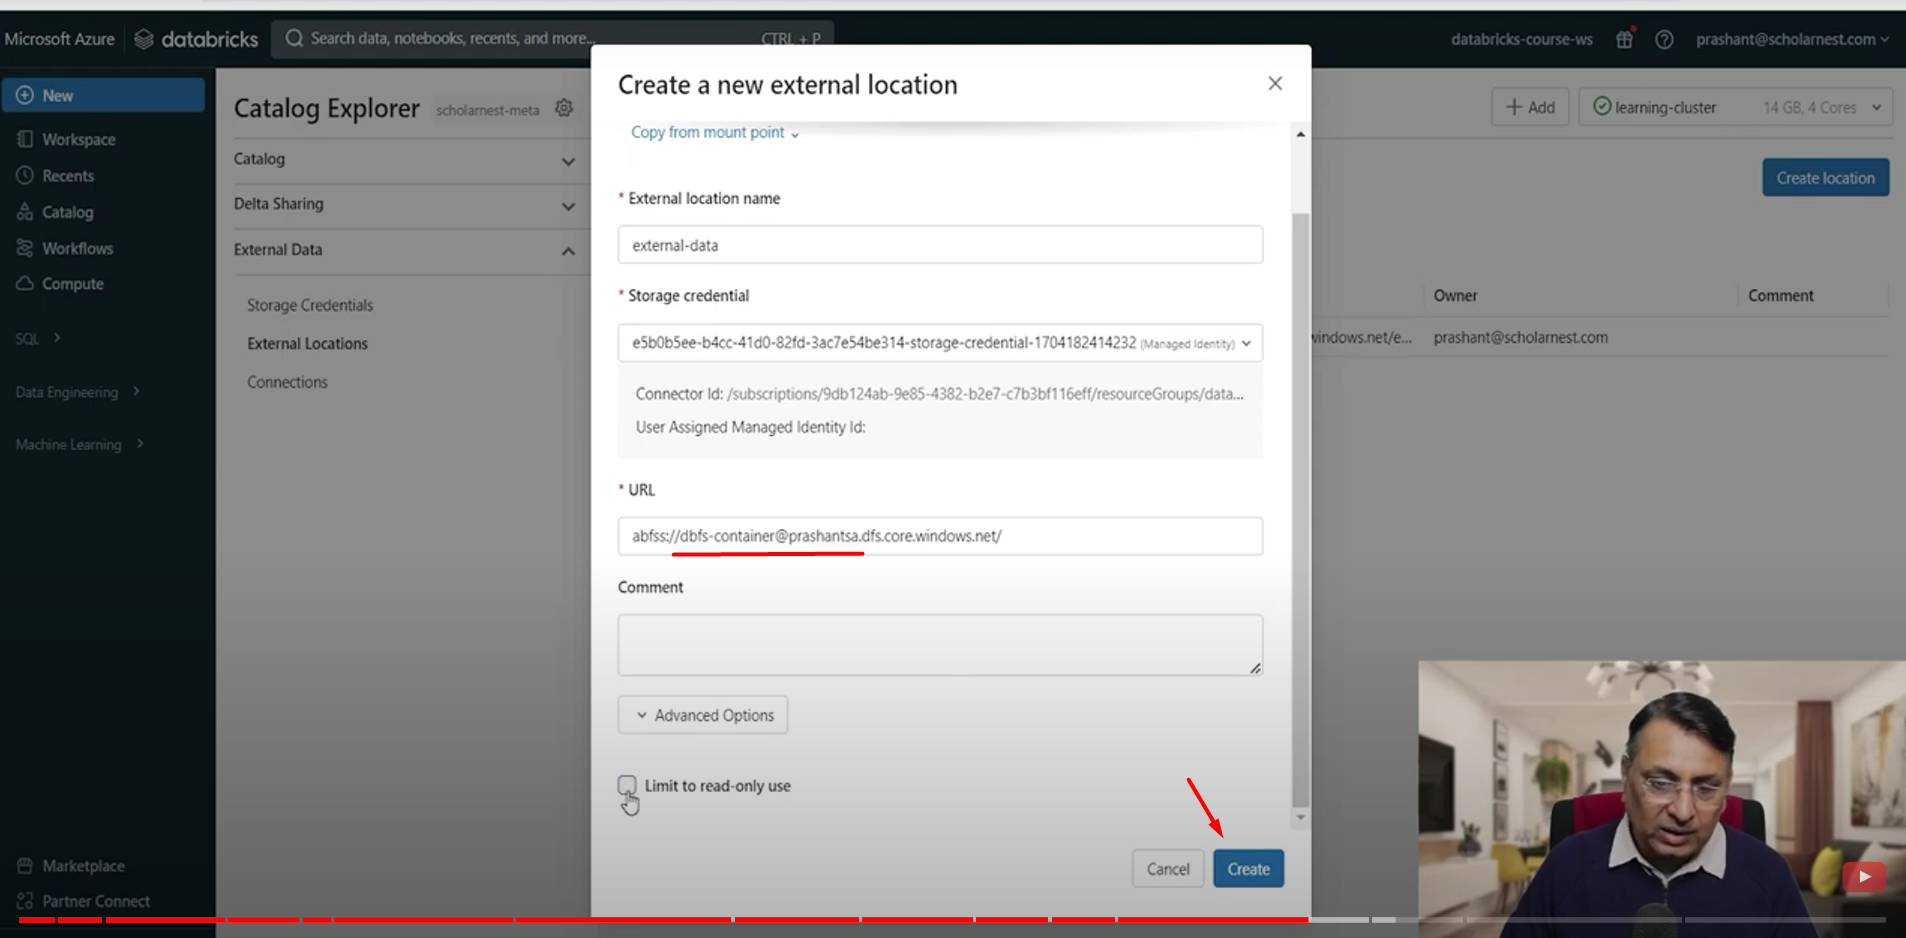 Microsoft Azure databricks Search data, notebooks, recents, and more... CTRL + P databricks-course-ws prashant@scholarnest.com
New
Workspace
Recents
Catalog
Workflows
Compute
SQL
Data Engineering
Machine Learning
Marketplace
Partner Connect
Catalog Explorer scholarnest-meta
Catalog
Delta Sharing
External Data
Storage Credentials
External Locations
Connections
Create a new external location
Copy from mount point
* External location name
external-data
* Storage credential
e5b0b5ee-b4cc-41d0-82fd-3ac7e54be314-storage-credential-1704182414232 (Managed Identity)
Connector Id: /subscriptions/9db124ab-9e85-4382-b2e7-c7b3bf116eff/resourceGroups/data...
User Assigned Managed Identity Id:
* URL
abfss://dbfs-container@prashantsa.dfs.core.windows.net/
Comment
Advanced Options
Limit to read-only use
Cancel Create
Add learning-cluster 14 GB, 4 Cores
Create location
Owner Comment
windows.net/e... prashant@scholarnest.com